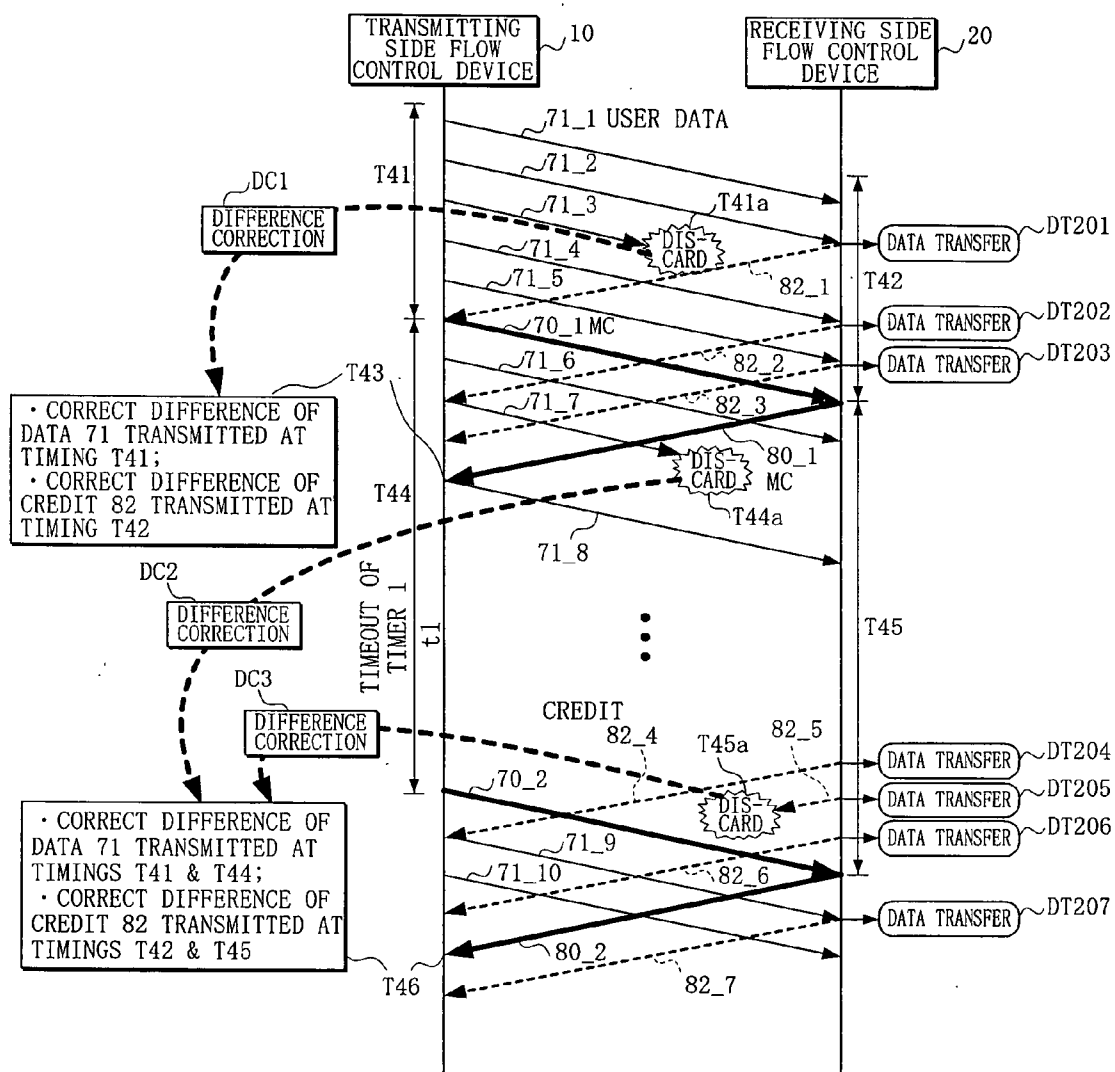 TRANSMITTING
SIDE FLOW
CONTROL DEVICE
10
RECEIVING SIDE
FLOW CONTROL
DEVICE
20
71_1 USER DATA
71_2
T41
DC1
DIFFERENCE
CORRECTION
71_3
T41a
DIS-
CARD
DT201
DATA TRANSFER
71_4
82_1
T42
71_5
DT202
DATA TRANSFER
70_1 MC
82_2
DT203
DATA TRANSFER
T43
71_6
82_3
・CORRECT DIFFERENCE OF
DATA 71 TRANSMITTED AT
TIMING T41;
・CORRECT DIFFERENCE OF
CREDIT 82 TRANSMITTED AT
TIMING T42
71_7
DIS-
CARD
80_1
MC
T44
T44a
71_8
DC2
DIFFERENCE
CORRECTION
TIMEOUT OF
TIMER 1
t1
T45
DC3
DIFFERENCE
CORRECTION
CREDIT
82_4
T45a
82_5
DT204
DATA TRANSFER
70_2
DIS-
CARD
DT205
DATA TRANSFER
DT206
DATA TRANSFER
・CORRECT DIFFERENCE OF
DATA 71 TRANSMITTED AT
TIMINGS T41 & T44;
・CORRECT DIFFERENCE OF
CREDIT 82 TRANSMITTED AT
TIMINGS T42 & T45
71_9
82_6
71_10
DT207
DATA TRANSFER
T46
80_2
82_7